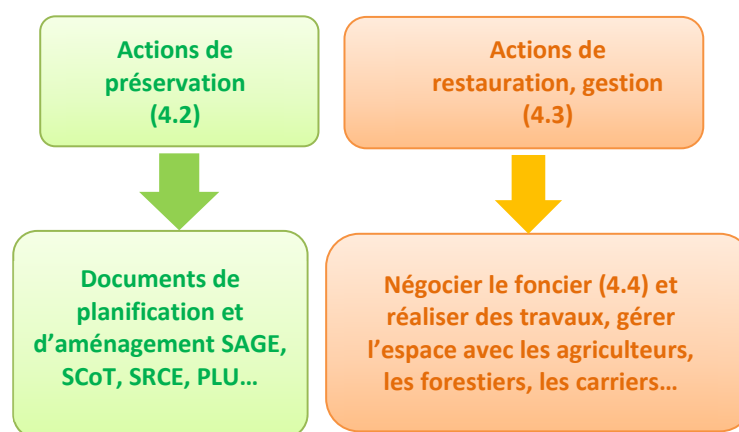 Actions de
préservation
(4.2)
Actions de
restauration, gestion
(4.3)
Documents de
planification et
d’aménagement SAGE,
SCoT, SRCE, PLU…
Négocier le foncier (4.4) et
réaliser des travaux, gérer
l’espace avec les agriculteurs,
les forestiers, les carriers…